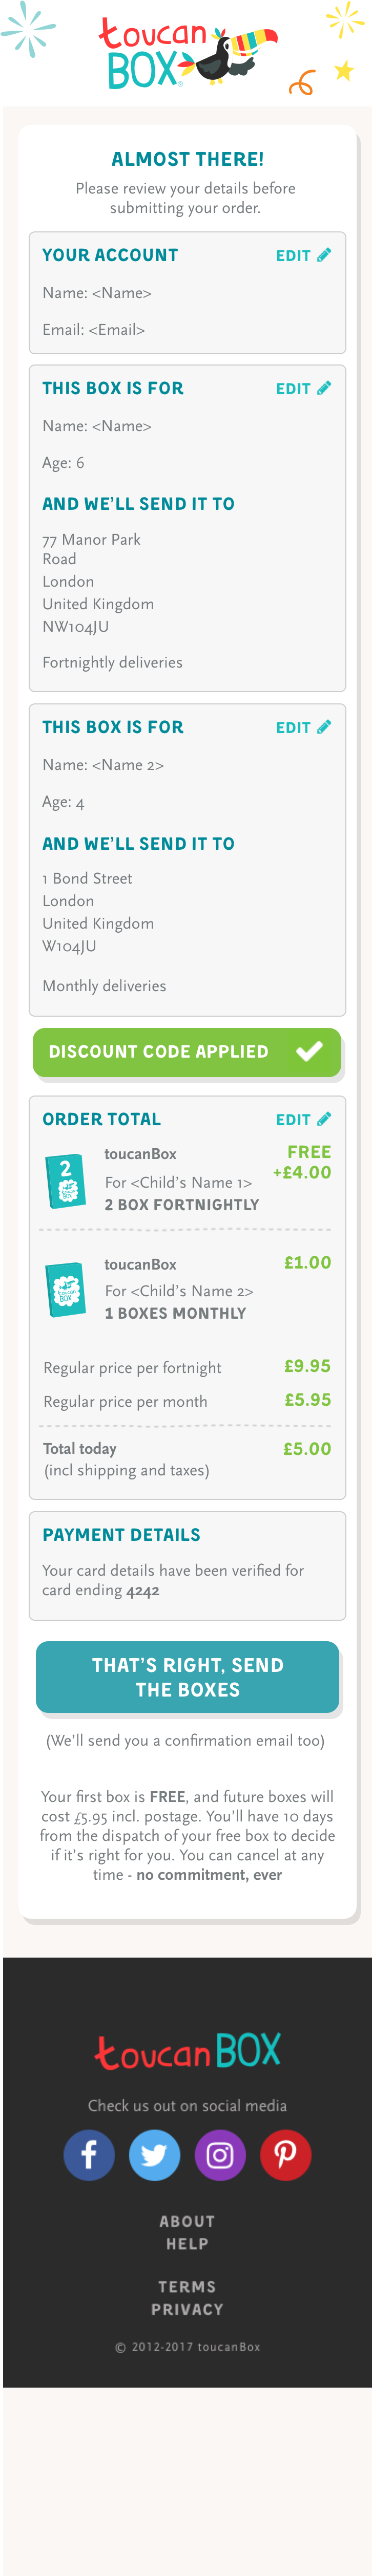 toucan
BOX®
ALMOST THERE!
Please review your details before
submitting your order.
YOUR ACCOUNT EDIT
Name: <Name>
Email: <Email>
THIS BOX IS FOR EDIT
Name: <Name>
Age: 6
AND WE'LL SEND IT TO
77 Manor Park
Road
London
United Kingdom
NW104JU
Fortnightly deliveries
THIS BOX IS FOR EDIT
Name: <Name 2>
Age: 4
AND WE'LL SEND IT TO
1 Bond Street
London
United Kingdom
W104JU
Monthly deliveries
DISCOUNT CODE APPLIED
ORDER TOTAL EDIT
2
toucan
BOX
toucanBox FREE
+£4.00
For <Child's Name 1>
2 BOX FORTNIGHTLY
toucan
BOX
toucanBox £1.00
For <Child's Name 2>
1 BOXES MONTHLY
Regular price per fortnight £9.95
Regular price per month £5.95
Total today £5.00
(incl shipping and taxes)
PAYMENT DETAILS
Your card details have been verified for
card ending 4242
THAT'S RIGHT, SEND
THE BOXES
(We'll send you a confirmation email too)
Your first box is FREE, and future boxes will
cost £5.95 incl. postage. You'll have 10 days
from the dispatch of your free box to decide
if it's right for you. You can cancel at any
time - no commitment, ever
toucanBOX
Check us out on social media
ABOUT
HELP
TERMS
PRIVACY
© 2012-2017 toucanBox